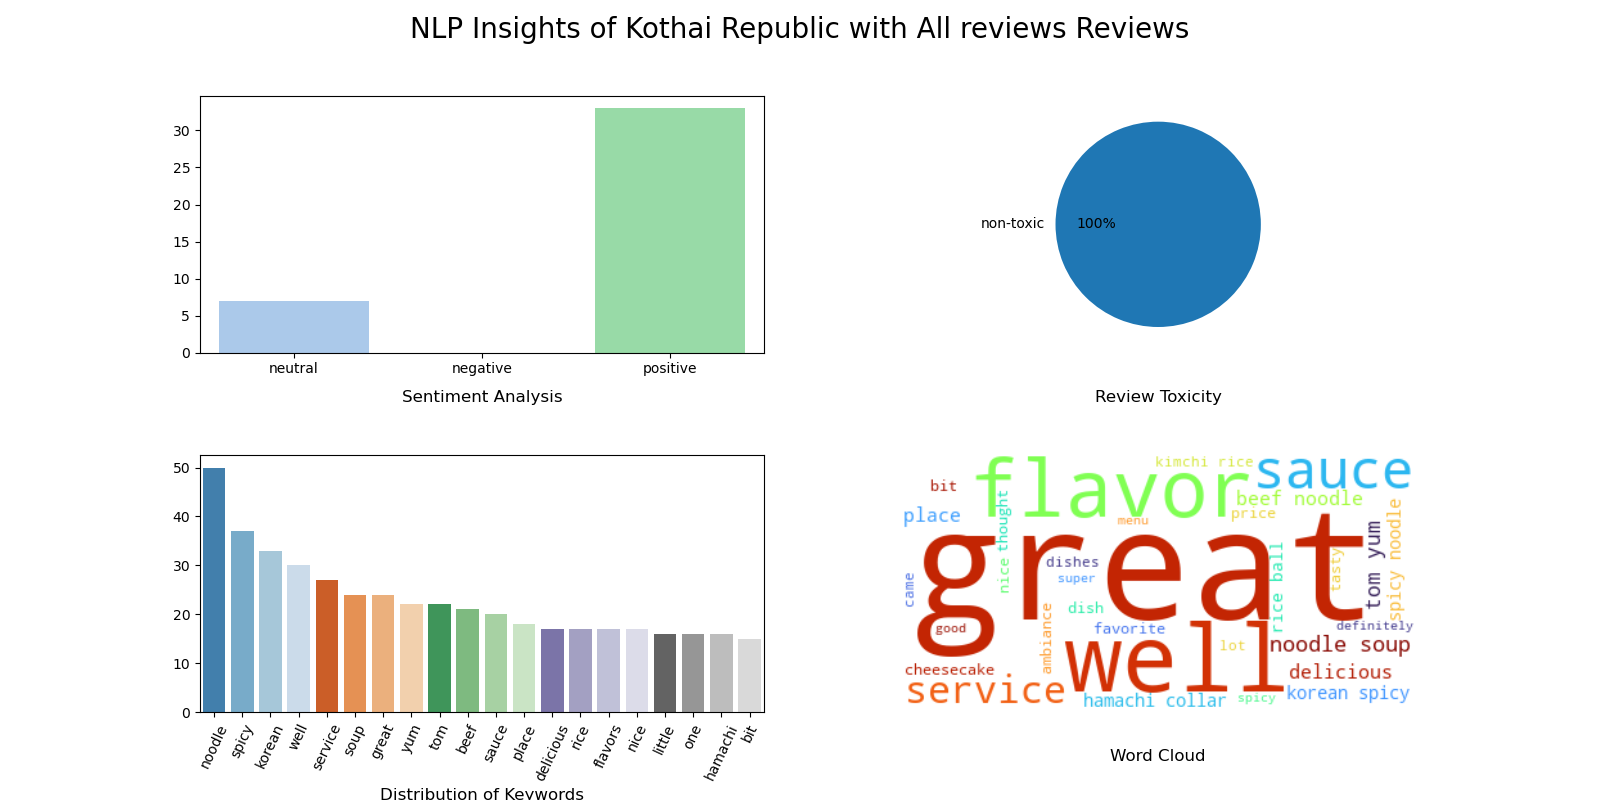 NLP Insights of Kothai Republic with All reviews Reviews
30
25
20
15
10
5
0
neutral negative positive
Sentiment Analysis
non-toxic 100%
Review Toxicity
50
40
30
20
10
0
noodle spicy korean well service soup great yum tom beef sauce place delicious rice flavors nice little one hamachi bit
Distribution of Keywords
kimchi rice
flavor
sauce
bit
beef noodle
place
nice thought
menu
price
great
tom yum
spicy noodle
dishes
super
rice ball
tasty
came
dish
good
favorite
ambiance
well
lot
definitely
noodle soup
cheesecake
delicious
service
hamachi collar
spicy
korean spicy
Word Cloud